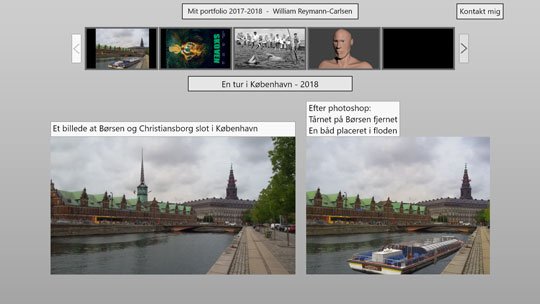 Mit portfolio 2017-2018 - William Reymann-Carlsen
Kontakt mig
SKOVEN
En tur i København - 2018
Et billede at Børsen og Christiansborg slot i København
Efter photoshop:
Tårnet på Børsen fjernet
En båd placeret i floden